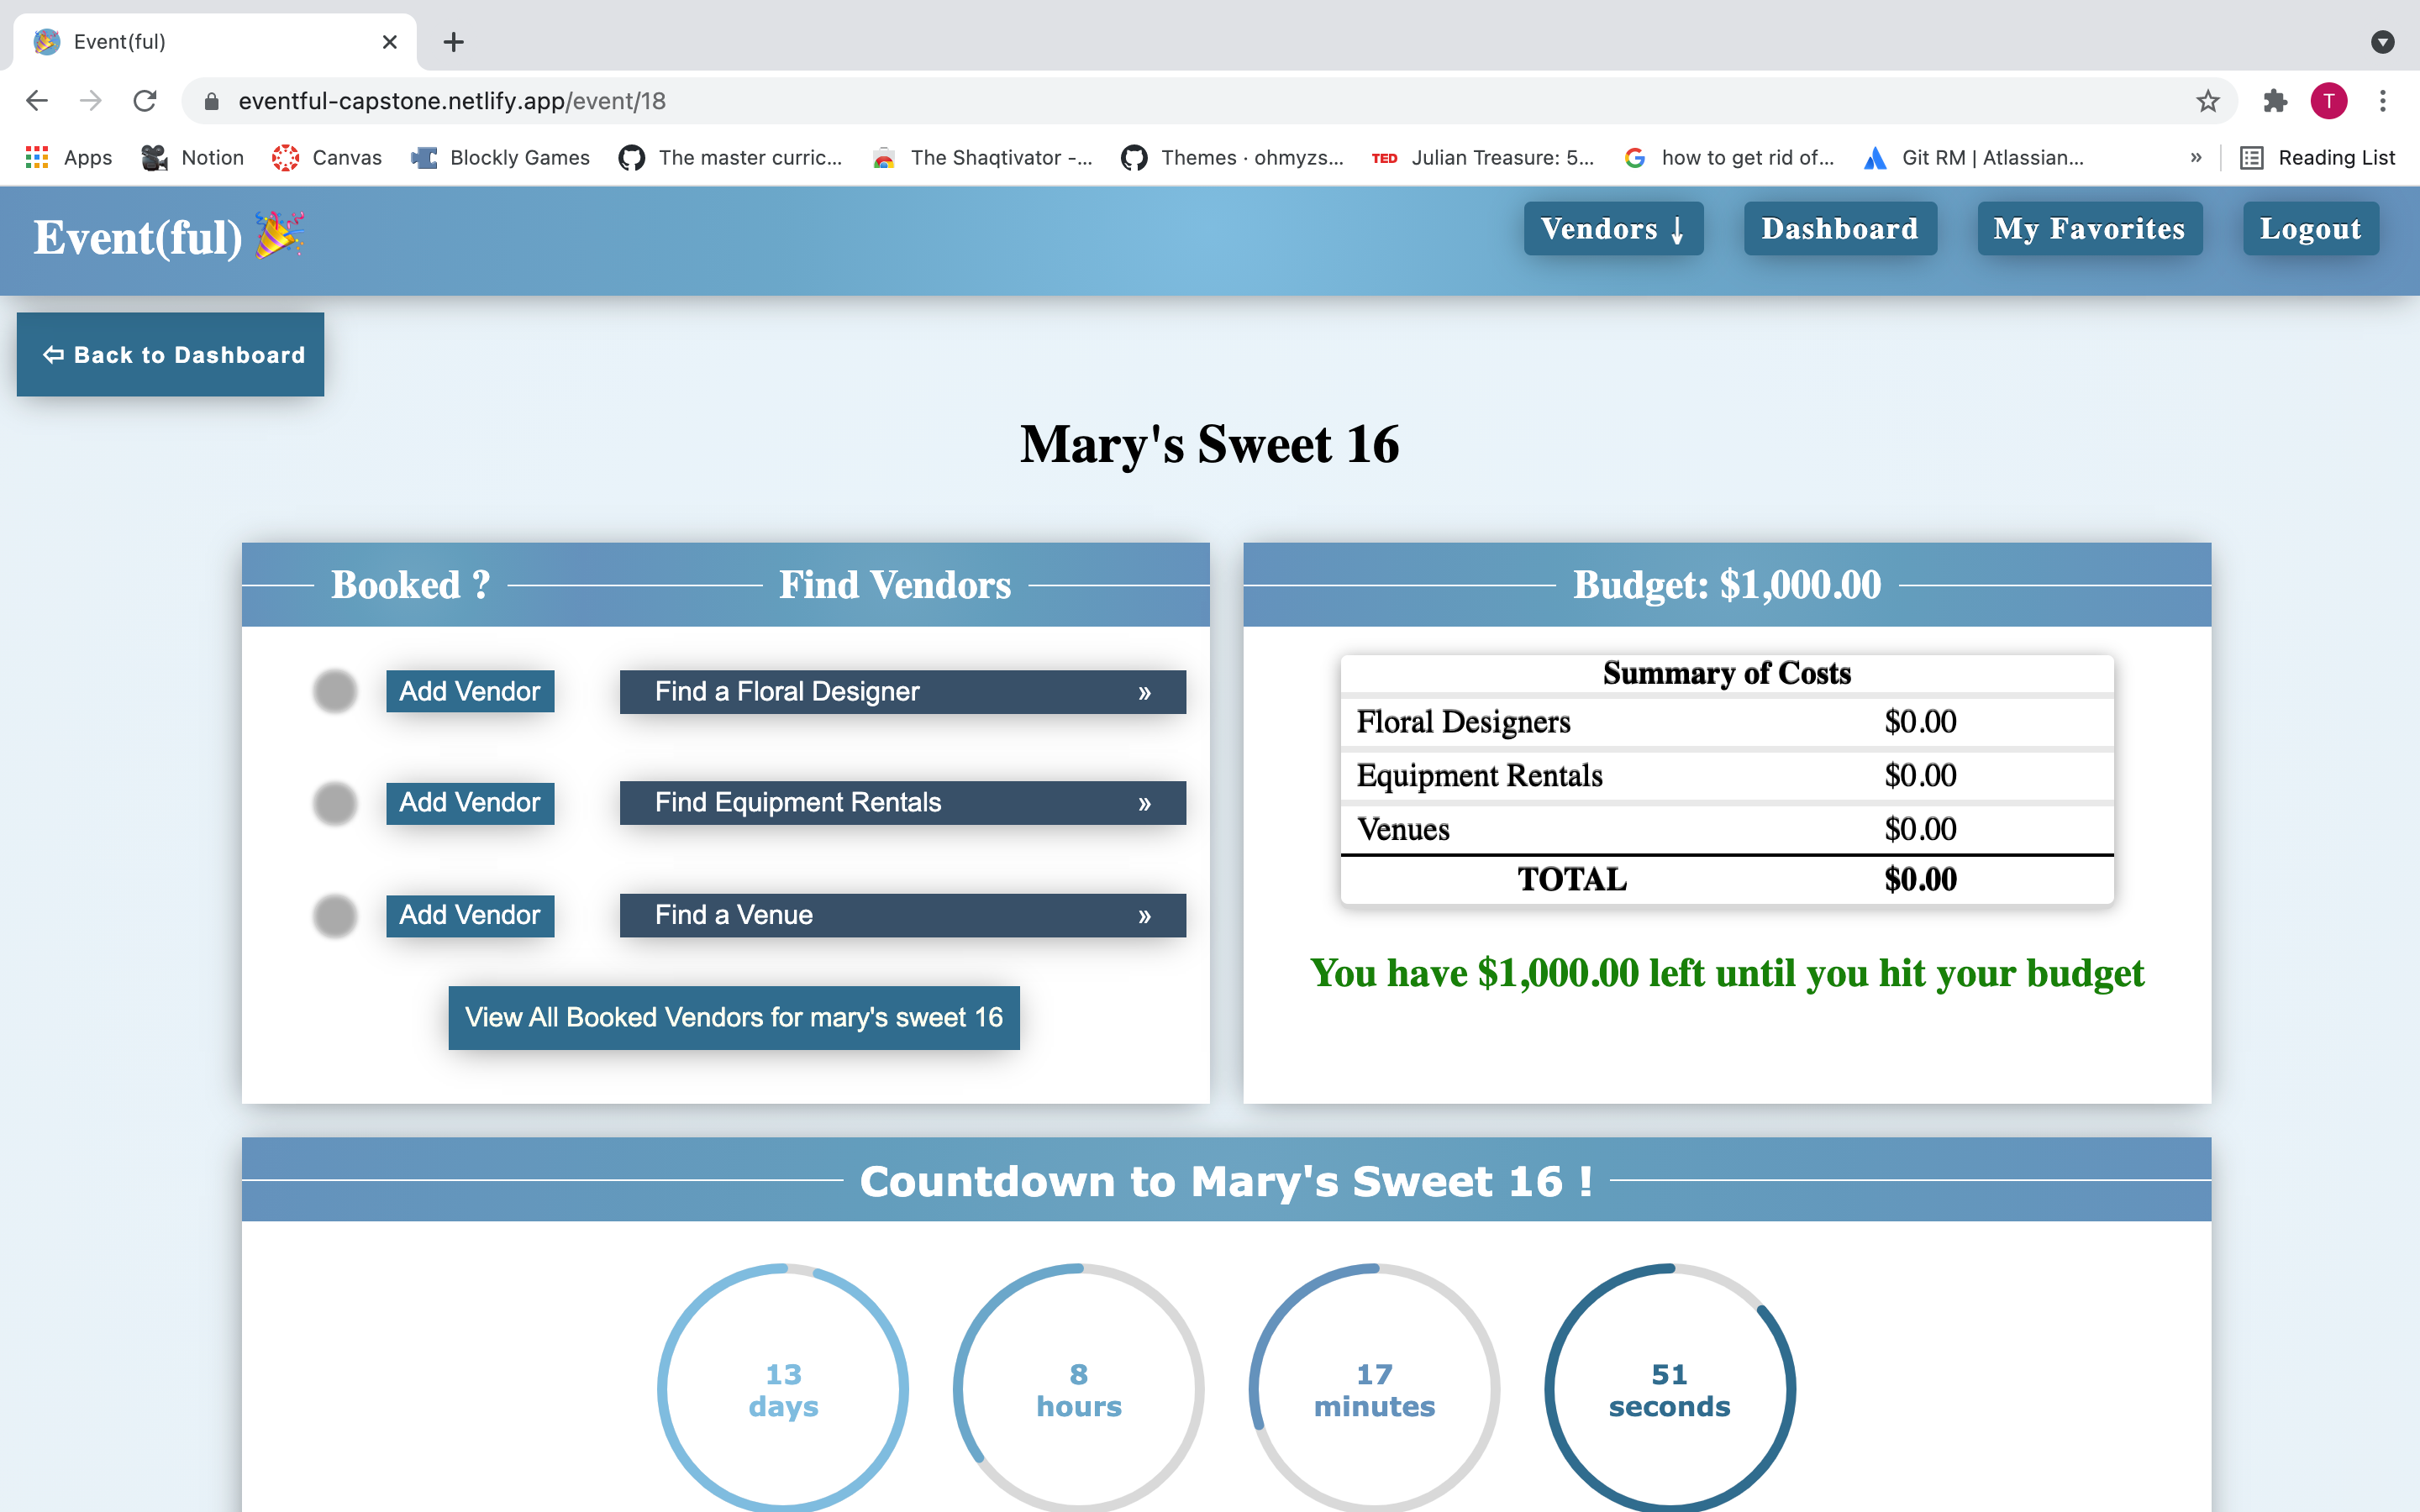 Event(ful)
eventful-capstone.netlify.app/event/18
T
Apps Notion Canvas Blockly Games The master curric... The Shaqtivator -... Themes · ohmyzs... TED Julian Treasure: 5... how to get rid of... Git RM | Atlassian... » Reading List
Event(ful) Vendors ↓ Dashboard My Favorites Logout
⇦ Back to Dashboard
Mary's Sweet 16
Booked ? Find Vendors
Add Vendor Find a Floral Designer »
Add Vendor Find Equipment Rentals »
Add Vendor Find a Venue »
View All Booked Vendors for mary's sweet 16
Budget: $1,000.00
Summary of Costs
Floral Designers $0.00
Equipment Rentals $0.00
Venues $0.00
TOTAL $0.00
You have $1,000.00 left until you hit your budget
Countdown to Mary's Sweet 16 !
13 8 17 51
days hours minutes seconds